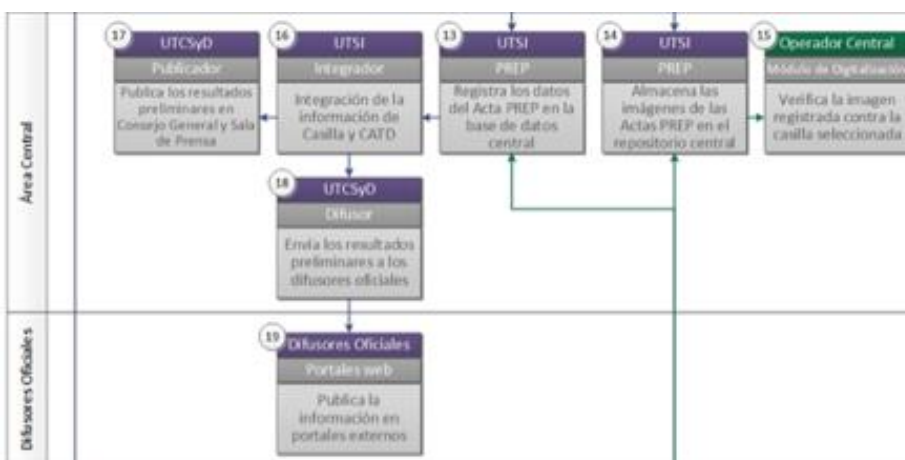 Área Central
17
UTCSyD
Publicador
Publica los resultados
preliminares en
Consejo General y Sala
de Prensa
16
UTSI
Integrador
Integración de la
información de
Casilla y CATD
13
UTSI
PREP
Registra los datos
del Acta PREP en la
base de datos
central
14
UTSI
PREP
Almacena las
imágenes de las
Actas PREP en el
repositorio central
15
Operador Central
Módulo de Digitalización
Verifica la imagen
registrada contra la
casilla seleccionada
18
UTCSyD
Difusor
Envía los resultados
preliminares a los
difusores oficiales
Difusores Oficiales
19
Difusores Oficiales
Portales web
Publica la
información en
portales externos